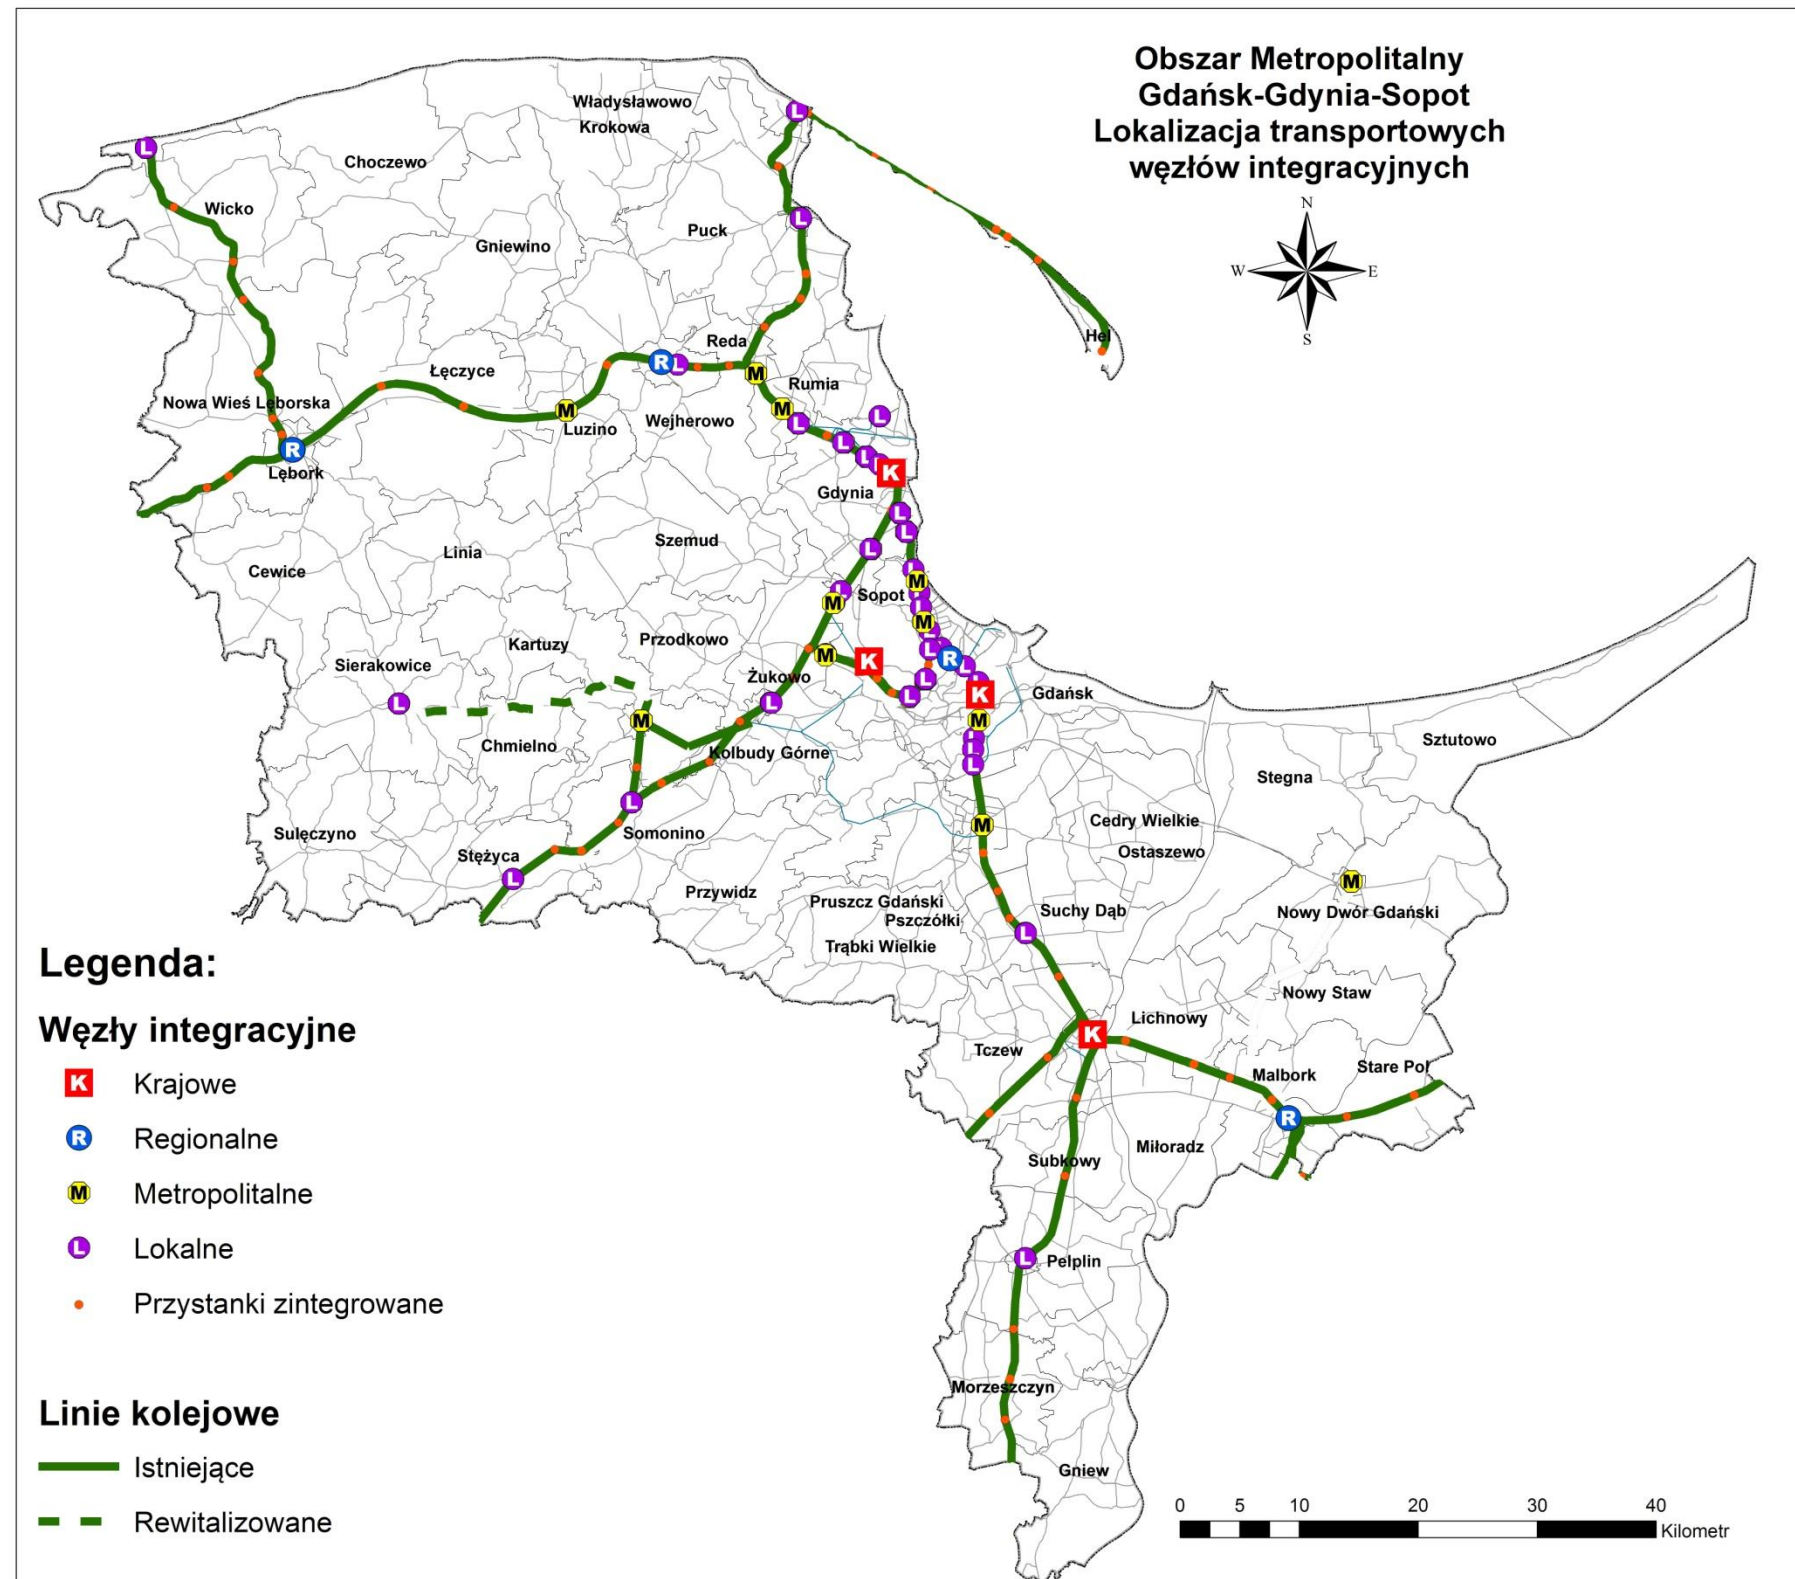 Obszar Metropolitalny
Gdańsk-Gdynia-Sopot
Lokalizacja transportowych
węzłów integracyjnych
N
W
E
S
Władysławowo
Krokowa
L
L
Choczewo
Wicko
L
Puck
Gniewino
Hel
Reda
R
L
Łęczyce
M
Rumia
Nowa Wieś Lęborska
M
M
L
L
Luzino
Wejherowo
L
R
L
L
K
Lębork
Gdynia
L
L
Szemud
L
Linia
Cewice
L
M
L
Sopot
M
L
L
M
L
Kartuzy
Przodkowo
L
M
K
R
L
Sierakowice
Żukowo
L
L
K
Gdańsk
L
L
M
M
Chmielno
Kolbudy Górne
L
L
L
Sztutowo
Stegna
L
Sulęczyno
Somonino
M
Cedry Wielkie
Ostaszewo
Stężyca
L
M
Przywidz
Pruszcz Gdański
Suchy Dąb
Nowy Dwór Gdański
Pszczółki
L
Trąbki Wielkie
Nowy Staw
Lichnowy
K
Tczew
Malbork
Stare Pol
R
Miłoradz
Subkowy
L
Pelplin
Morzeszczyn
Gniew
Legenda:
Węzły integracyjne
K Krajowe
R Regionalne
M Metropolitalne
L Lokalne
Przystanki zintegrowane
Linie kolejowe
Istniejące
Rewitalizowane
0 5 10 20 30 40
Kilometr